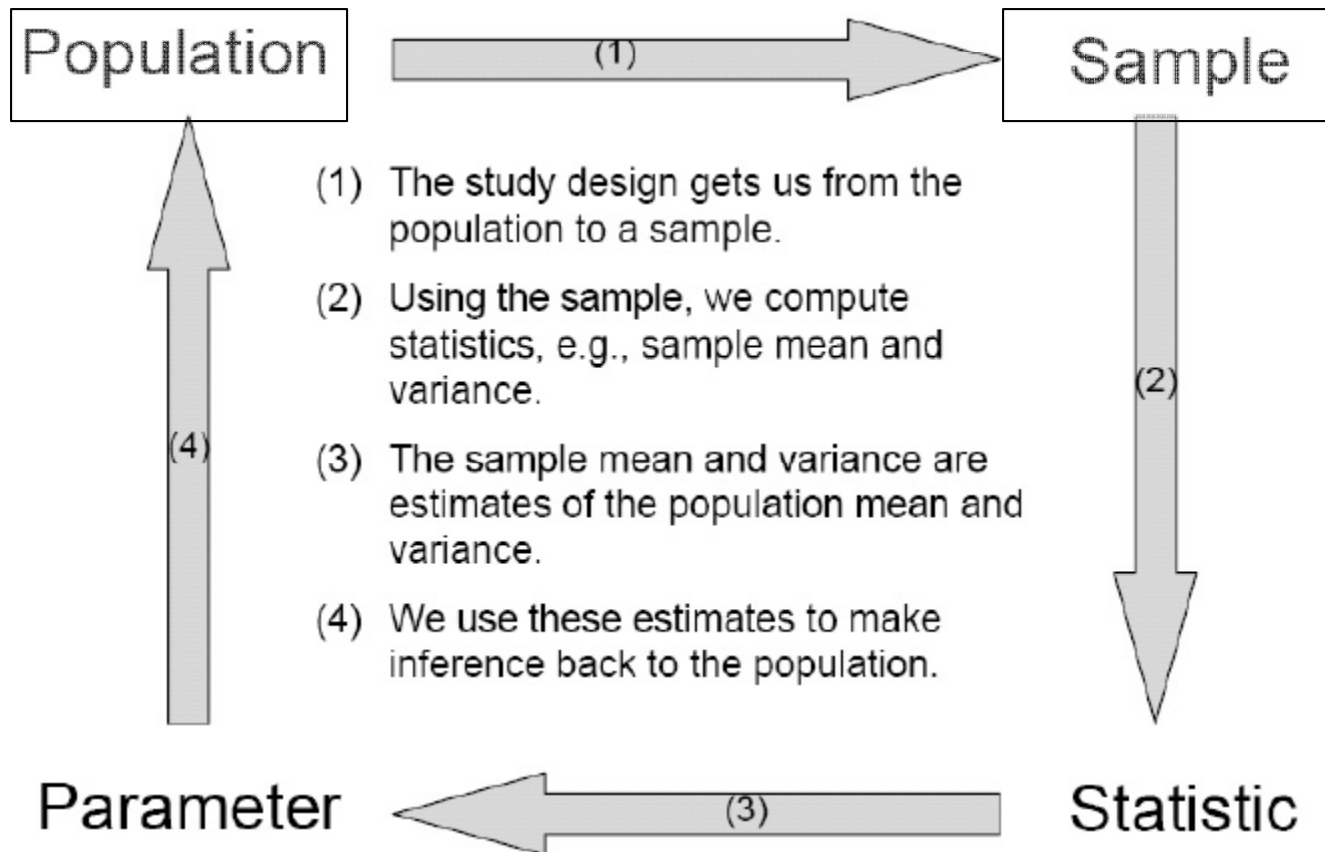 Population
(1)
Sample
(1) The study design gets us from the
population to a sample.
(2) Using the sample, we compute
statistics, e.g., sample mean and
variance.
(2)
(3) The sample mean and variance are
estimates of the population mean and
variance.
(4)
(4) We use these estimates to make
inference back to the population.
Parameter
(3)
Statistic